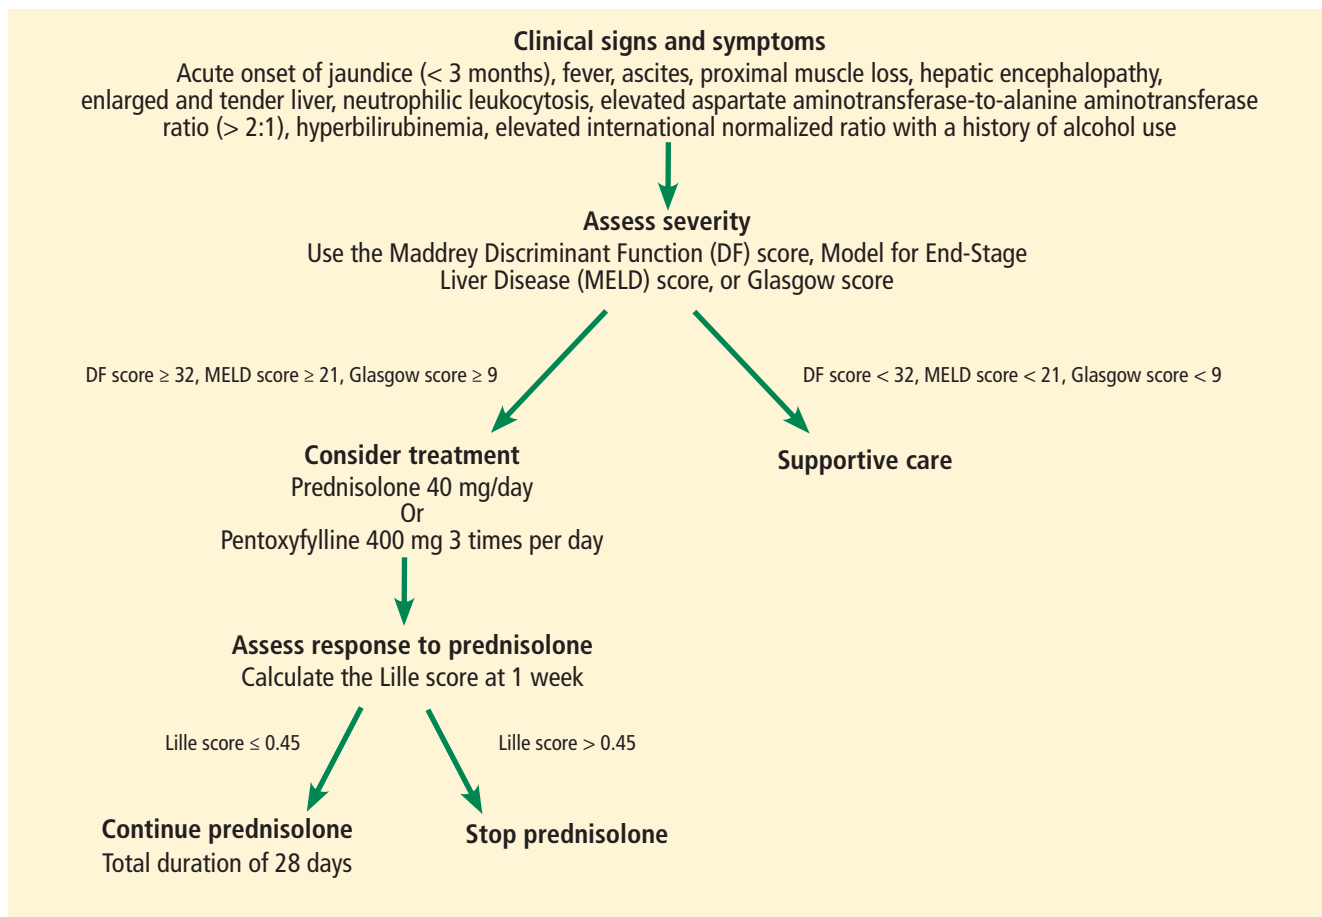 Clinical signs and symptoms
Acute onset of jaundice (< 3 months), fever, ascites, proximal muscle loss, hepatic encephalopathy,
enlarged and tender liver, neutrophilic leukocytosis, elevated aspartate aminotransferase-to-alanine aminotransferase
ratio (> 2:1), hyperbilirubinemia, elevated international normalized ratio with a history of alcohol use
Assess severity
Use the Maddrey Discriminant Function (DF) score, Model for End-Stage
Liver Disease (MELD) score, or Glasgow score
DF score ≥ 32, MELD score ≥ 21, Glasgow score ≥ 9
DF score < 32, MELD score < 21, Glasgow score < 9
Consider treatment
Prednisolone 40 mg/day
Or
Pentoxyfylline 400 mg 3 times per day
Supportive care
Assess response to prednisolone
Calculate the Lille score at 1 week
Lille score ≤ 0.45
Lille score > 0.45
Continue prednisolone
Total duration of 28 days
Stop prednisolone